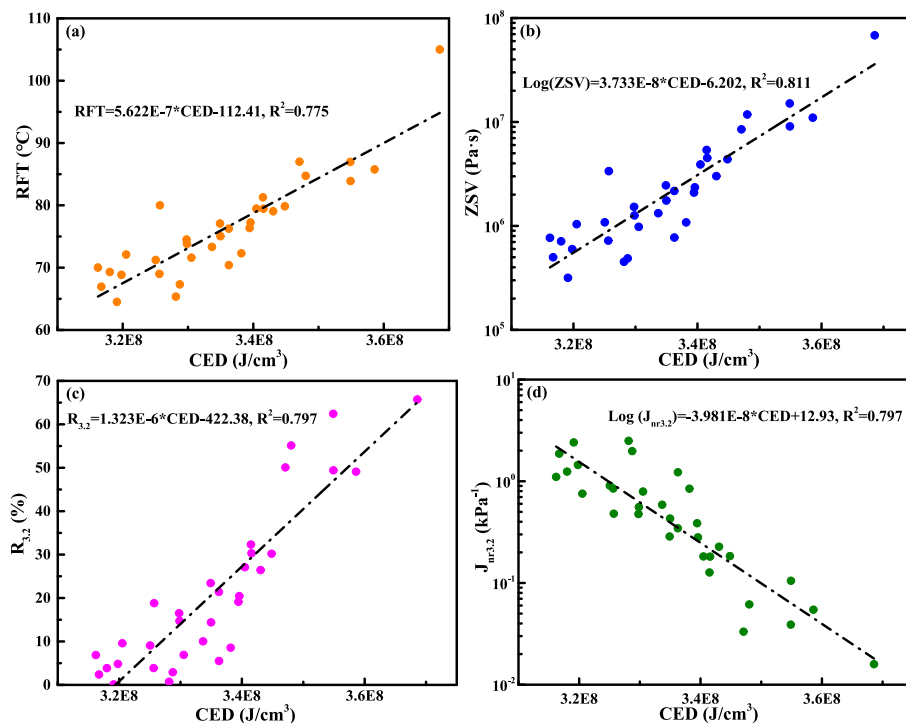 (a)
RFT=5.622E-7*CED-112.41, R²=0.775
110
100
90
80
70
60
RFT (℃)
3.2E8 3.4E8 3.6E8
CED (J/cm³)
(b)
Log(ZSV)=3.733E-8*CED-6.202, R²=0.811
10⁸
10⁷
10⁶
10⁵
ZSV (Pa·s)
3.2E8 3.4E8 3.6E8
CED (J/cm³)
(c)
R₃.₂=1.323E-6*CED-422.38, R²=0.797
70
60
50
40
30
20
10
0
R₃.₂ (%)
3.2E8 3.4E8 3.6E8
CED (J/cm³)
(d)
Log (Jₙᵣ₃.₂)=-3.981E-8*CED+12.93, R²=0.797
10¹
10⁰
10⁻¹
10⁻²
Jₙᵣ₃.₂ (kPa⁻¹)
3.2E8 3.4E8 3.6E8
CED (J/cm³)